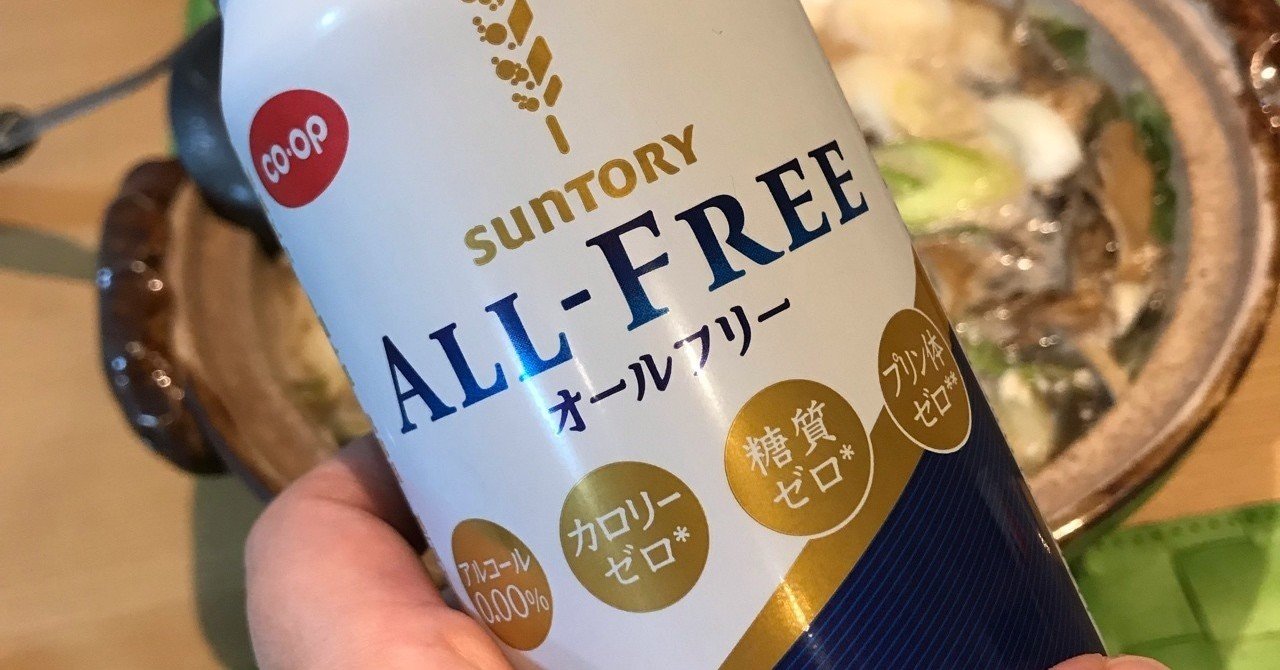 CO·OP
SUNTORY
ALL-FREE
オールフリー
アルコール
0.00%
カロリー
ゼロ*
糖質
ゼロ*
プリン体
ゼロ**